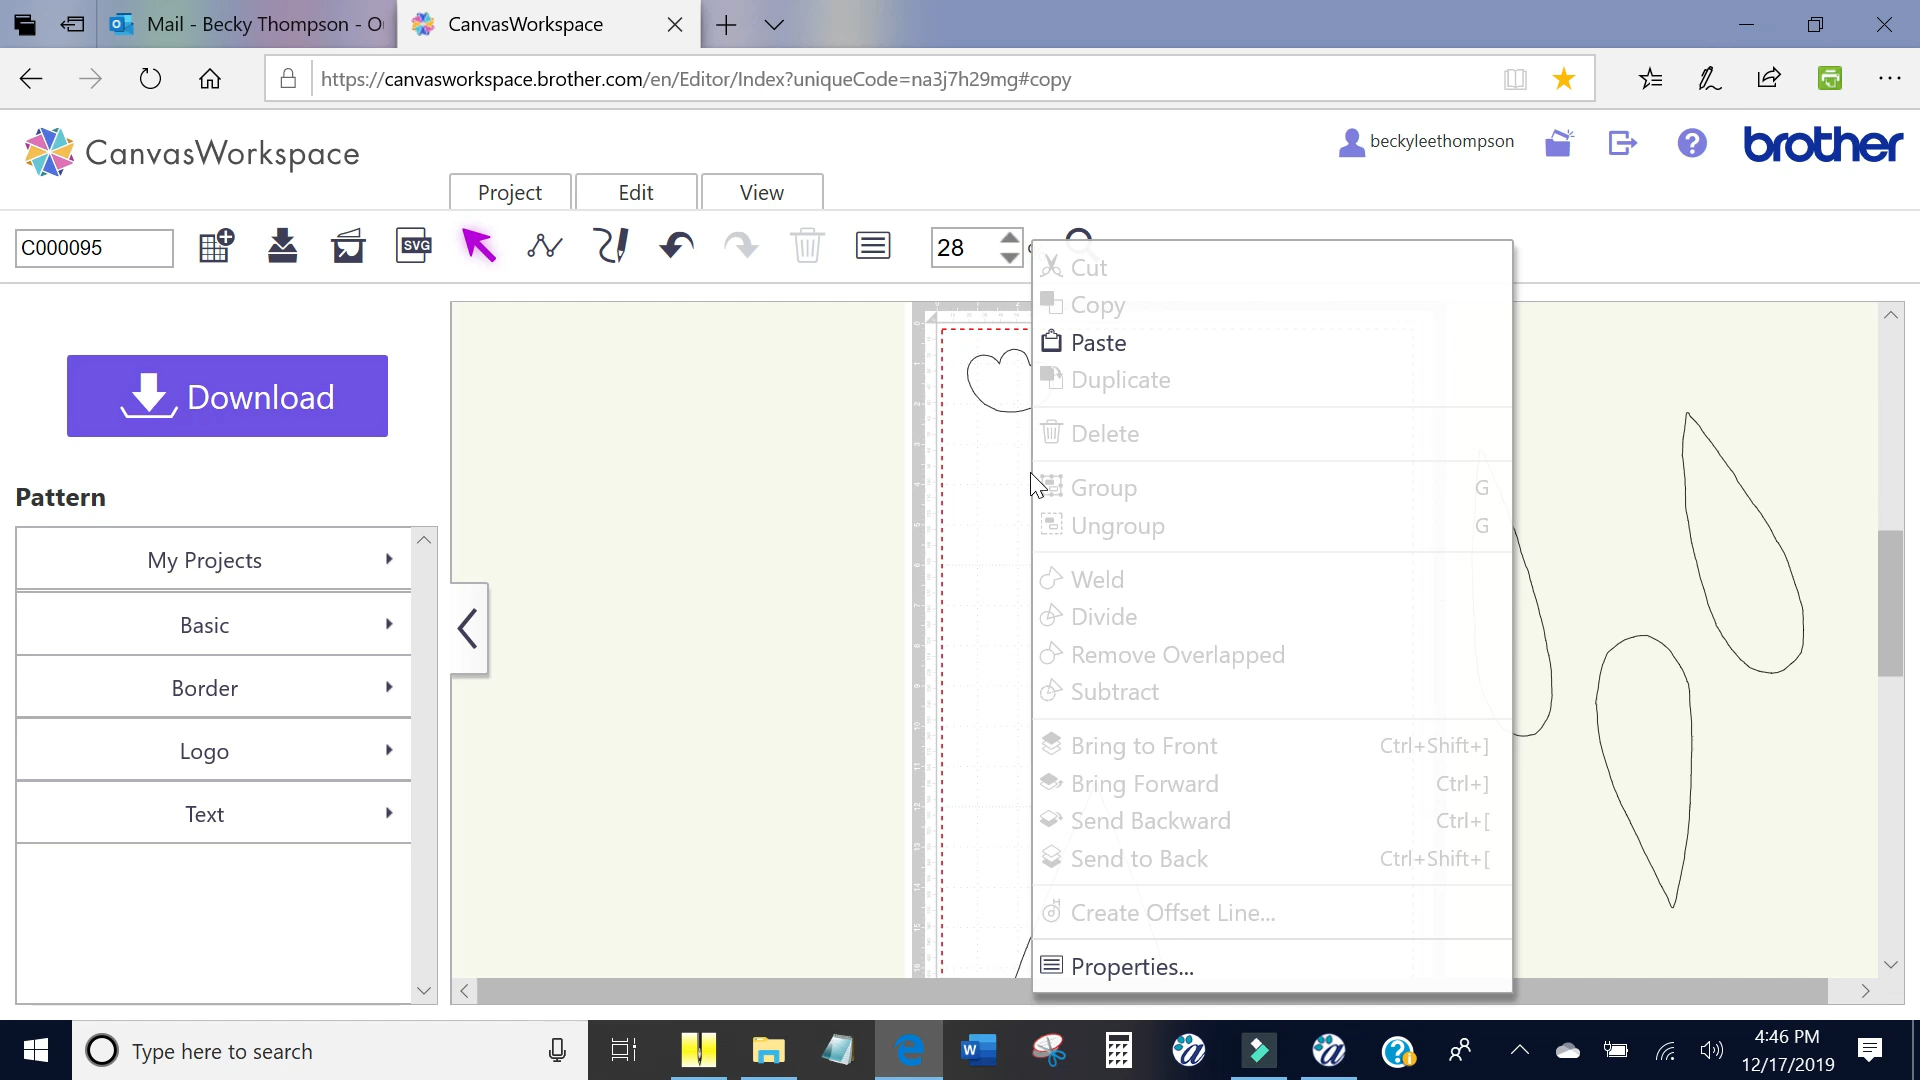 Mail - Becky Thompson - O
CanvasWorkspace
https://canvasworkspace.brother.com/en/Editor/Index?uniqueCode=na3j7h29mg#copy
CanvasWorkspace
beckyleethompson
brother
Project
Edit
View
C000095
SVG
28
Cut
Copy
Paste
Duplicate
Delete
Group G
Ungroup G
Weld
Divide
Remove Overlapped
Subtract
Bring to Front Ctrl+Shift+]
Bring Forward Ctrl+]
Send Backward Ctrl+[
Send to Back Ctrl+Shift+[
Create Offset Line...
Properties...
Download
Pattern
My Projects
Basic
Border
Logo
Text
Type here to search
4:46 PM
12/17/2019